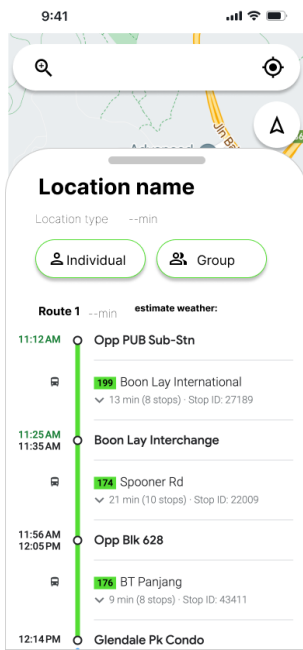 9:41
Jln Ba
Advanced
Location name
Location type --min
Individual
Group
Route 1 --min estimate weather:
11:12AM Opp PUB Sub-Stn
199 Boon Lay International
13 min (8 stops) · Stop ID: 27189
11:25AM
11:35AM Boon Lay Interchange
174 Spooner Rd
21 min (10 stops) · Stop ID: 22009
11:56AM
12:05PM Opp Blk 628
176 BT Panjang
9 min (8 stops) · Stop ID: 43411
12:14PM Glendale Pk Condo